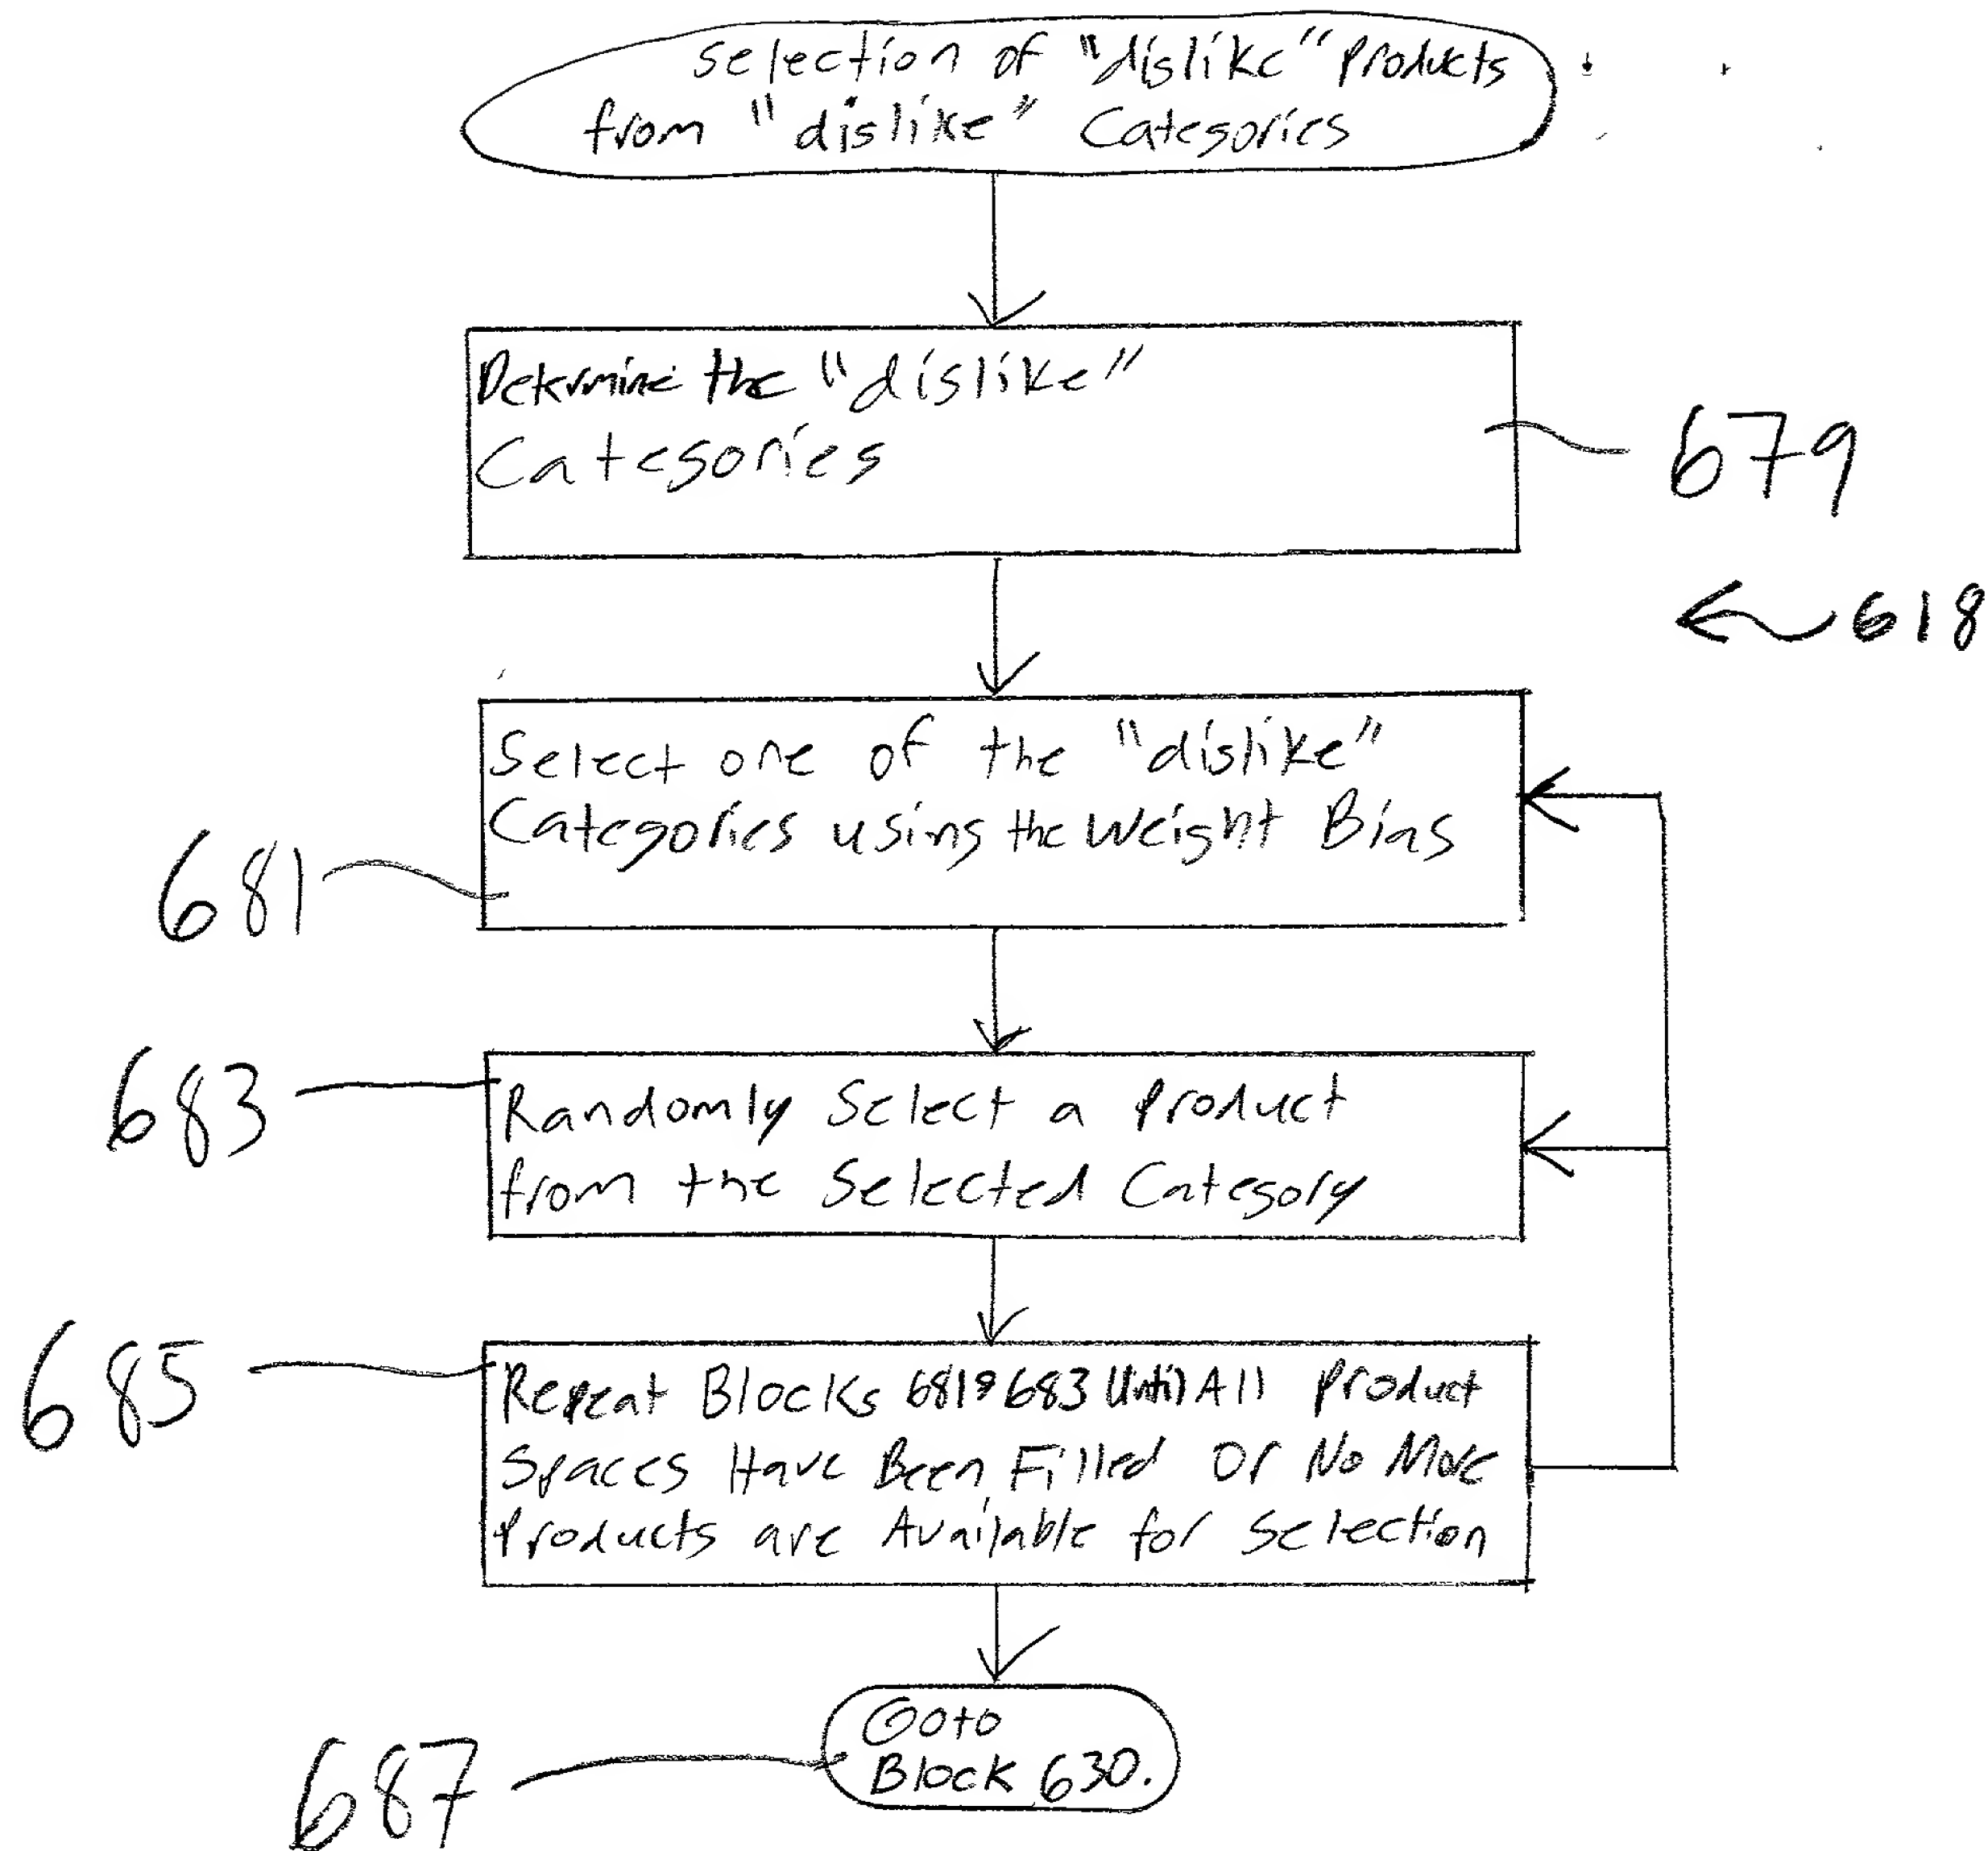 Selection of "dislike" Products
from "dislike" Categories
Determine the "dislike"
Categories
679
618
Select one of the "dislike"
Categories using the Weight Bias
681
683
Randomly Select a Product
from the Selected Category
685
Repeat Blocks 681&683 Until All Product
Spaces Have Been Filled Or No More
Products are Available for Selection
687
Goto
Block 630.